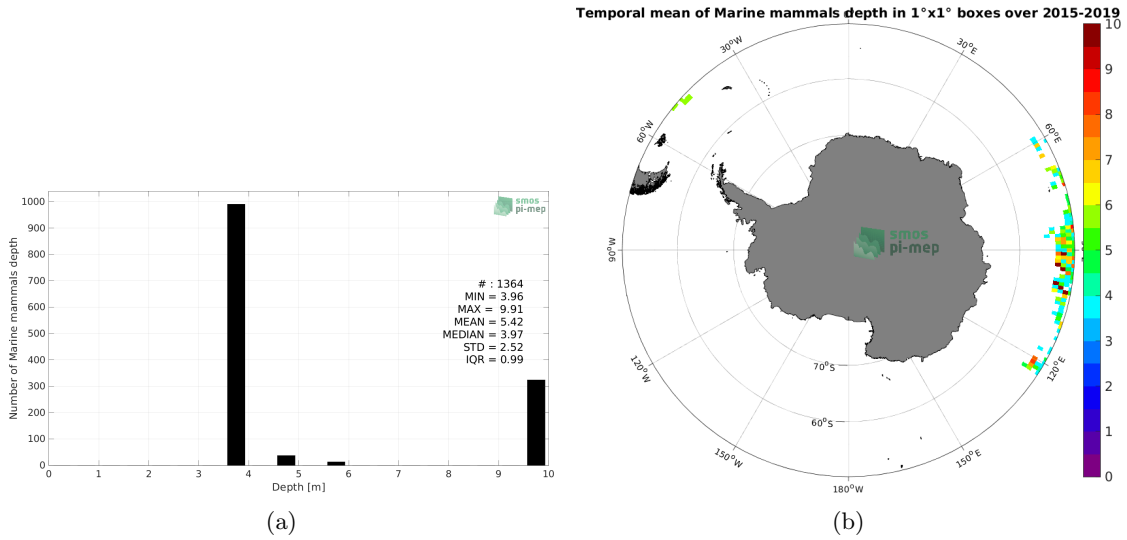 1000
900
800
700
600
500
400
300
200
100
0
Number of Marine mammals depth
smos
pi-mep
# : 1364
MIN = 3.96
MAX = 9.91
MEAN = 5.42
MEDIAN = 3.97
STD = 2.52
IQR = 0.99
0 1 2 3 4 5 6 7 8 9 10
Depth [m]
(a)
Temporal mean of Marine mammals depth in 1°x1° boxes over 2015-2019
0°
30°W
30°E
60°W
60°E
90°W
smos
pi-mep
120°W
120°E
70°S
60°S
150°W
150°E
180°W
10
9
8
7
6
5
4
3
2
1
0
(b)